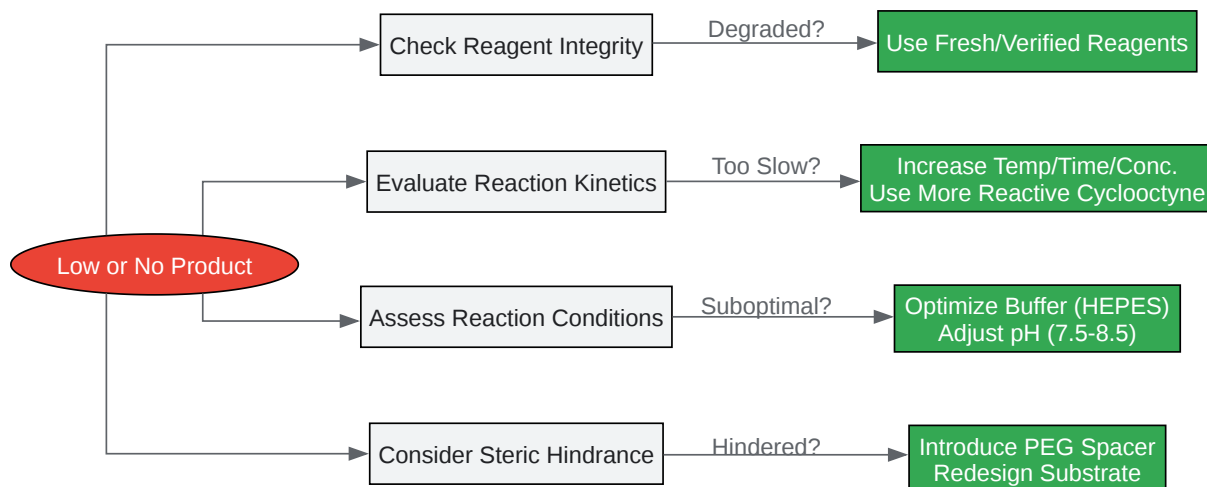 Check Reagent Integrity
Degraded?
Use Fresh/Verified Reagents
Evaluate Reaction Kinetics
Too Slow?
Increase Temp/Time/Conc.
Use More Reactive Cyclooctyne
Low or No Product
Assess Reaction Conditions
Suboptimal?
Optimize Buffer (HEPES)
Adjust pH (7.5-8.5)
Consider Steric Hindrance
Hindered?
Introduce PEG Spacer
Redesign Substrate